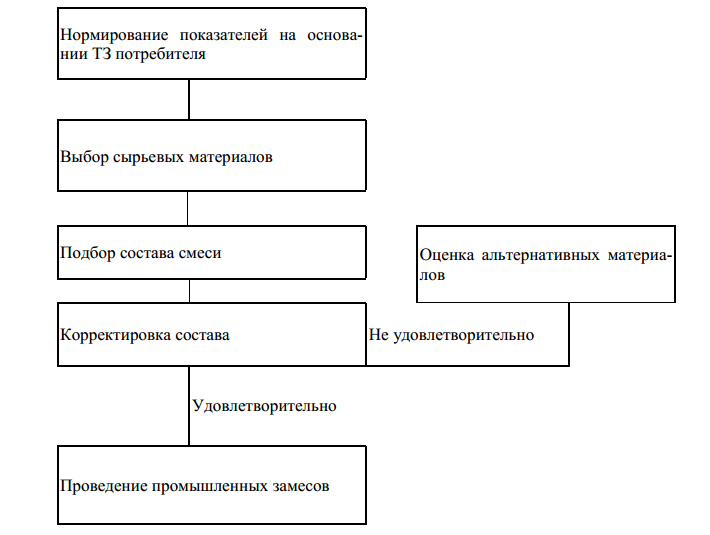 Нормирование показателей на основа-
нии ТЗ потребителя
Выбор сырьевых материалов
Подбор состава смеси
Оценка альтернативных материа-
лов
Корректировка состава
Не удовлетворительно
Удовлетворительно
Проведение промышленных замесов